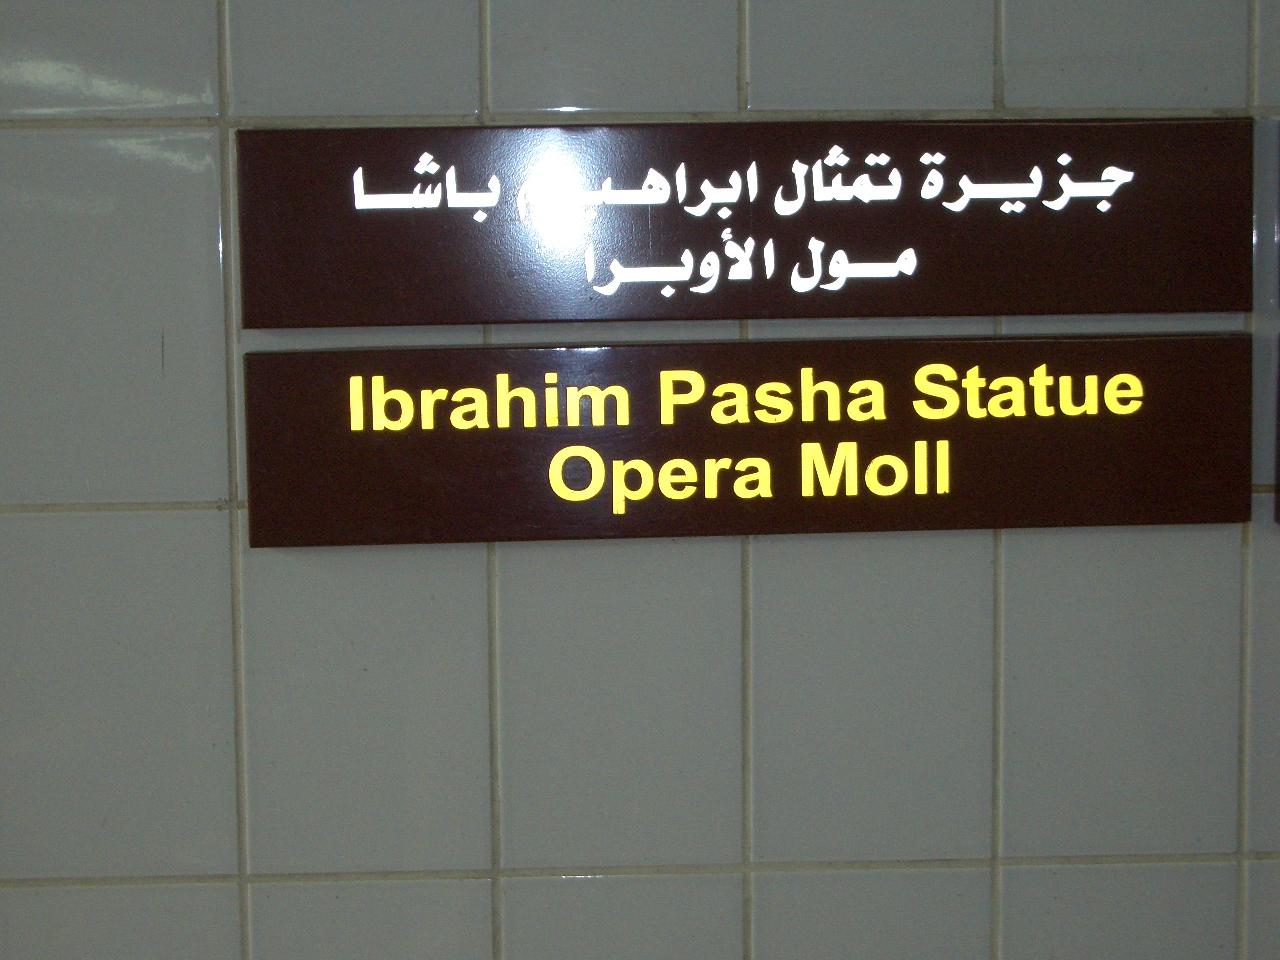 جزيرة تمثال ابراهيم باشا
مول الأوبرا
Ibrahim Pasha Statue
Opera Moll